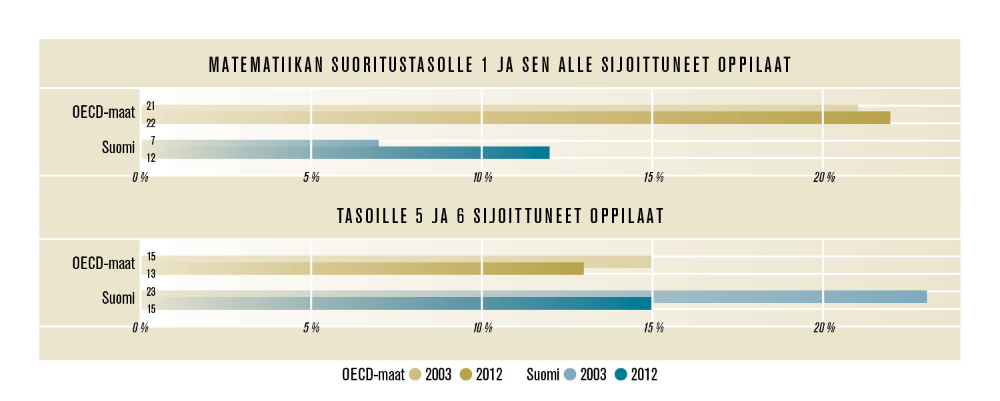 MATEMATIIKAN SUORITUSTASOLLE 1 JA SEN ALLE SIJOITTUNEET OPPILAAT
OECD-maat
21
22
Suomi
7
12
0 % 5 % 10 % 15 % 20 %
TASOILLE 5 JA 6 SIJOITTUNEET OPPILAAT
OECD-maat
15
13
Suomi
23
15
0 % 5 % 10 % 15 % 20 %
OECD-maat 2003 2012 Suomi 2003 2012